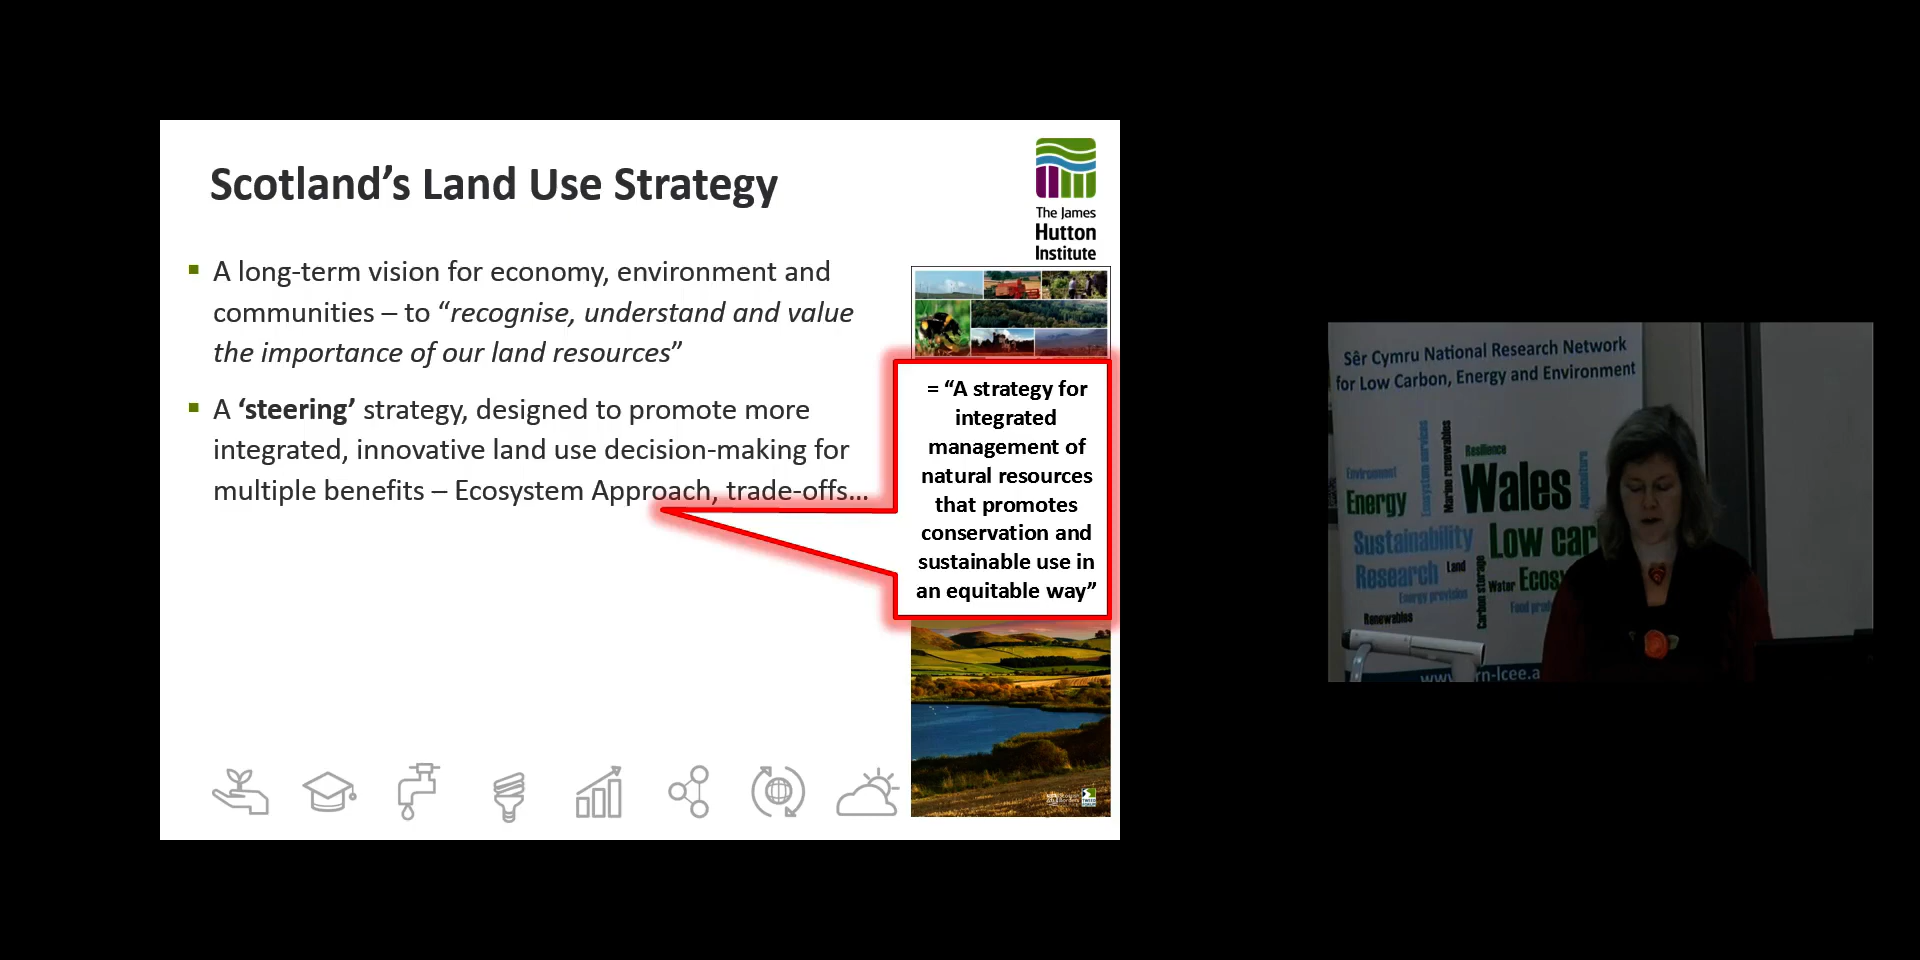 Scotland’s Land Use Strategy
The James
Hutton
Institute
A long-term vision for economy, environment and
communities – to “recognise, understand and value
the importance of our land resources”
A ‘steering’ strategy, designed to promote more
integrated, innovative land use decision-making for
multiple benefits – Ecosystem Approach, trade-offs…
= “A strategy for
integrated
management of
natural resources
that promotes
conservation and
sustainable use in
an equitable way”
Sêr Cymru National Research Network
for Low Carbon, Energy and Environment
Environment
Energy
Ecosystem services
Marine renewables
Resilience
Wales
Aquaculture
Sustainability
Low car
Research
Land
Carbon storage
Water
Ecosy
Energy provision
Food prod
Renewables